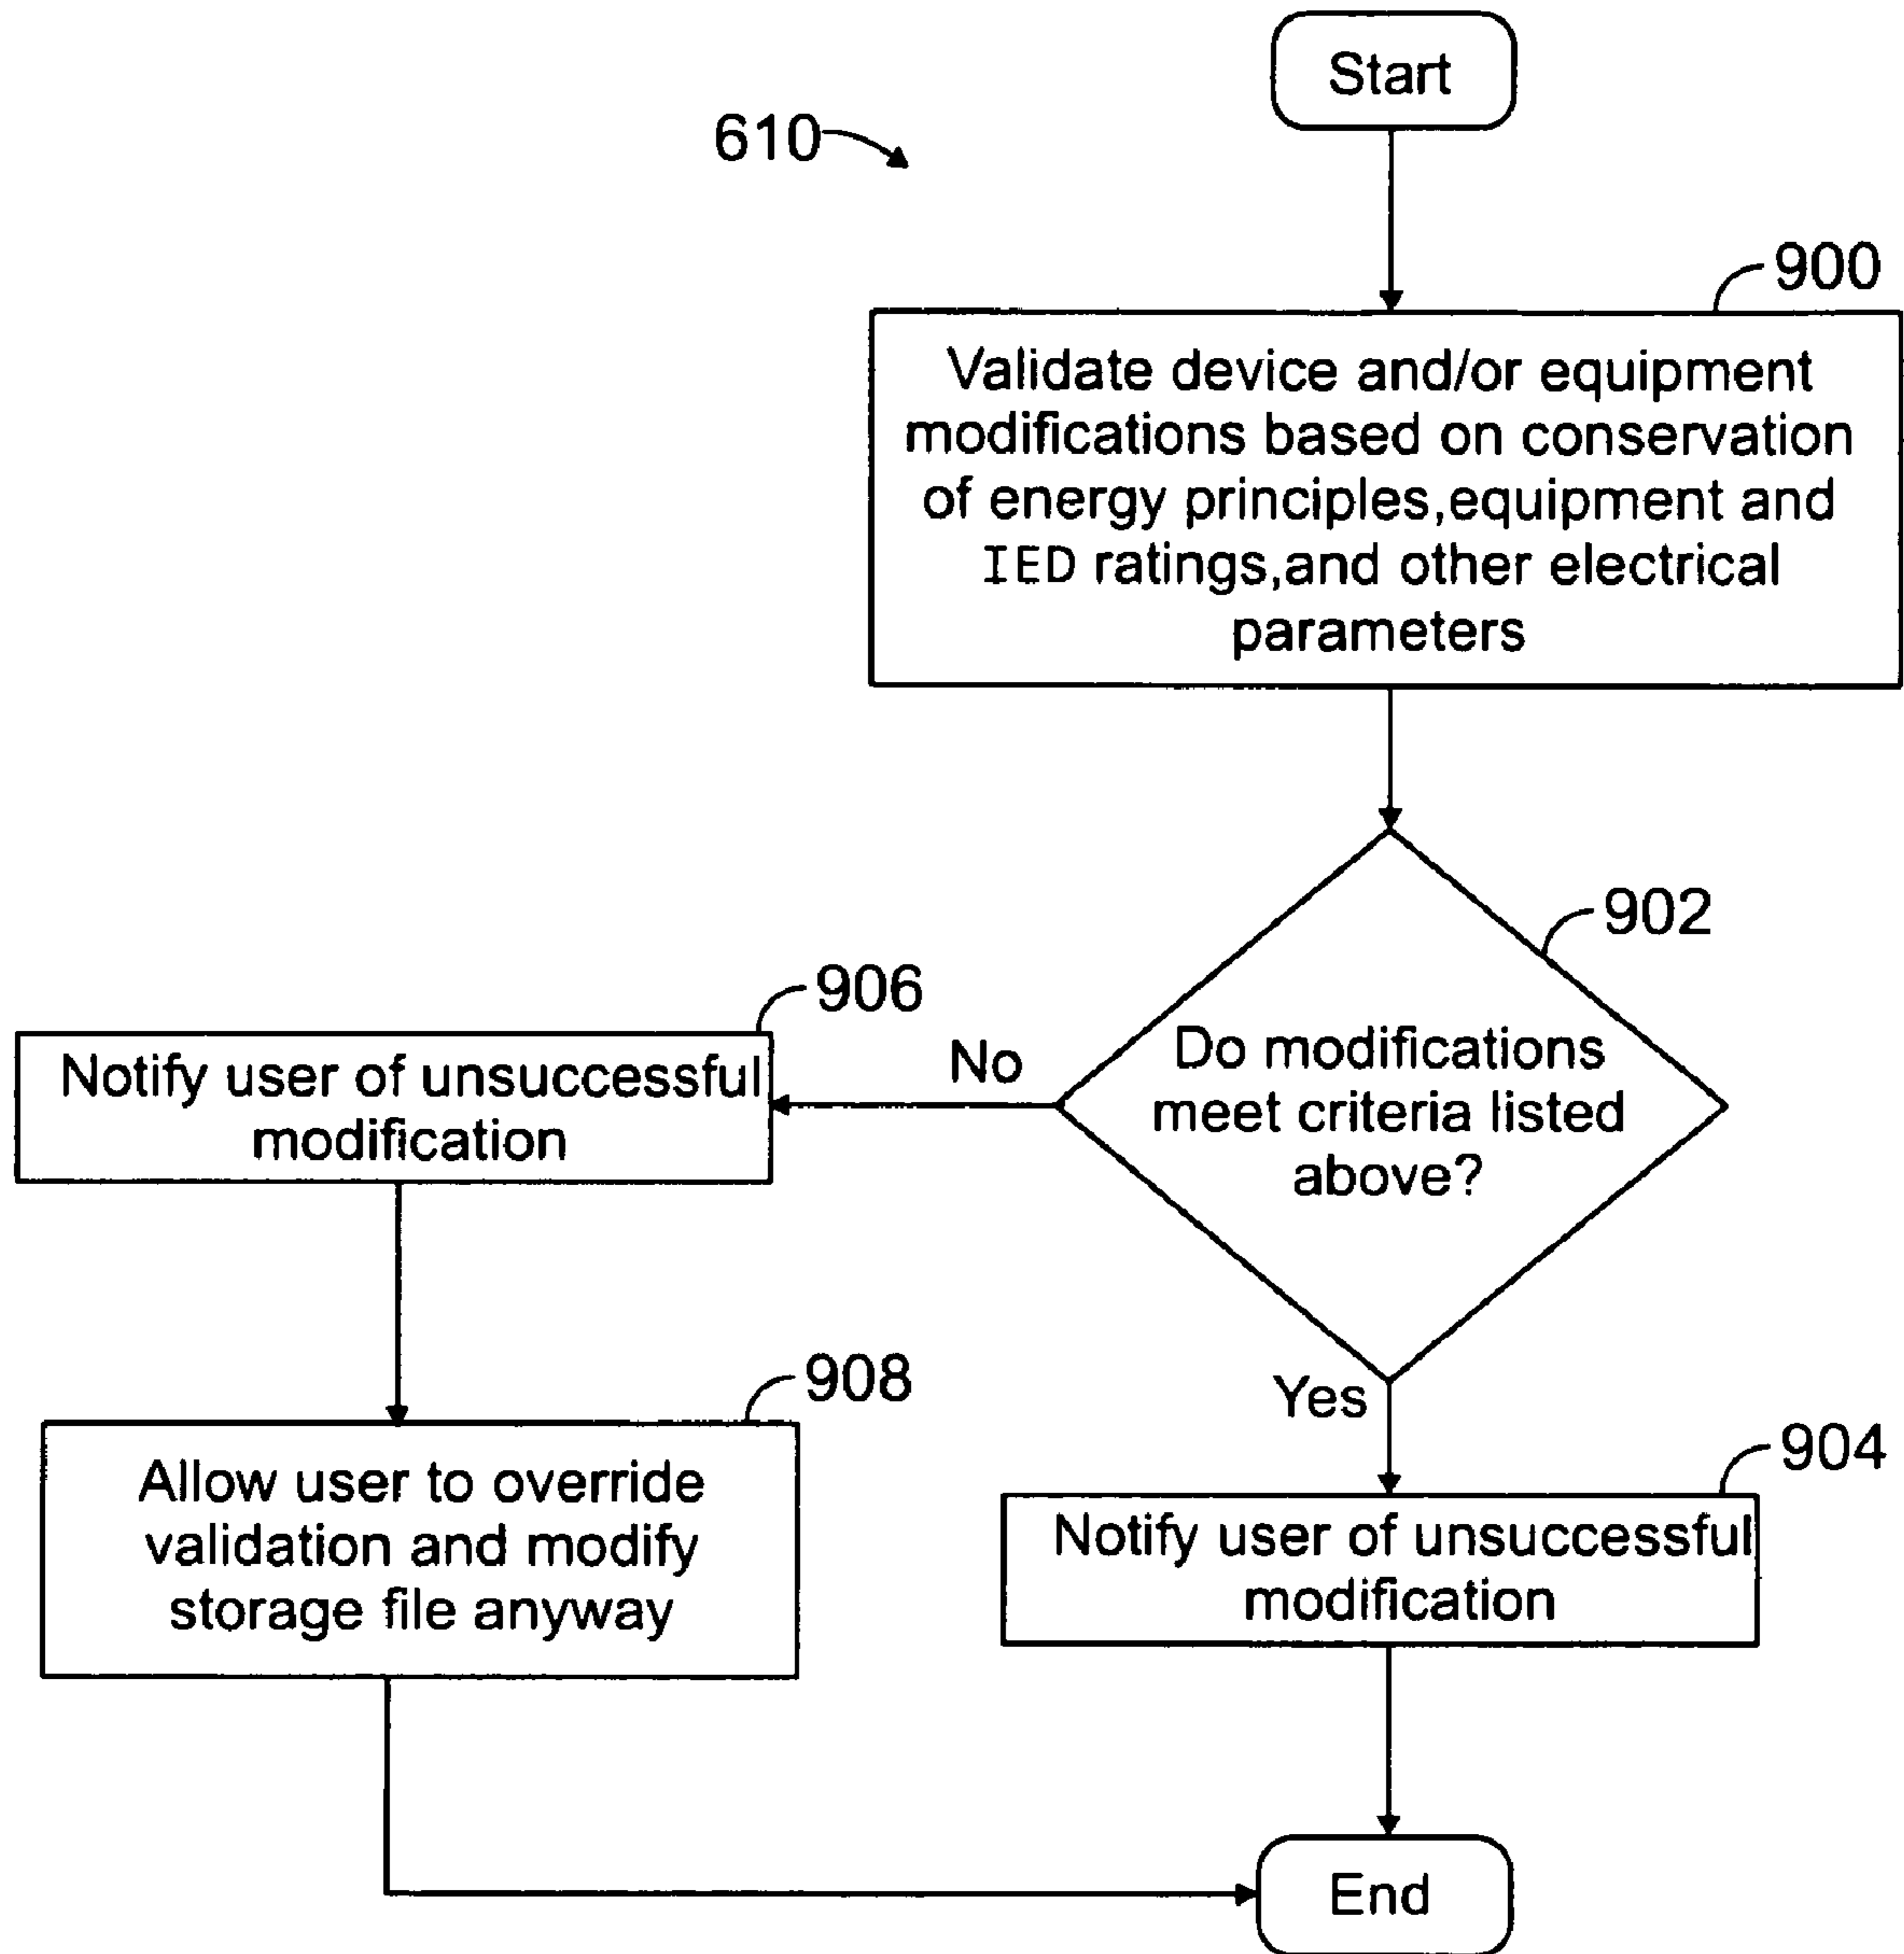 Start
610
900
Validate device and/or equipment
modifications based on conservation
of energy principles,equipment and
IED ratings,and other electrical
parameters
902
Do modifications
meet criteria listed
above?
No
906
Notify user of unsuccessful
modification
908
Allow user to override
validation and modify
storage file anyway
Yes
904
Notify user of unsuccessful
modification
End